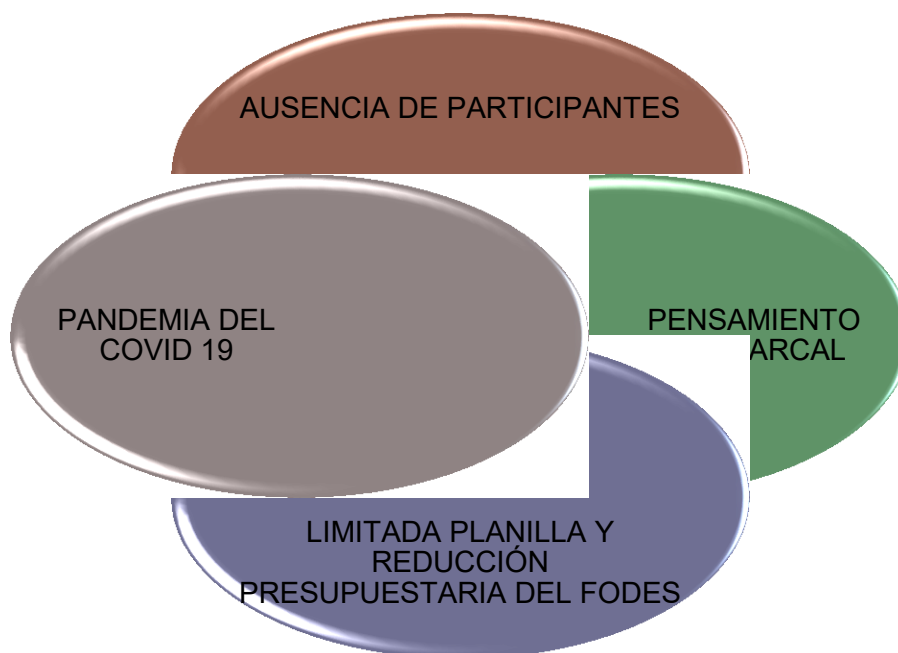 AUSENCIA DE PARTICIPANTES
PANDEMIA DEL
COVID 19
PENSAMIENTO
ARCAL
LIMITADA PLANILLA Y
REDUCCIÓN
PRESUPUESTARIA DEL FODES